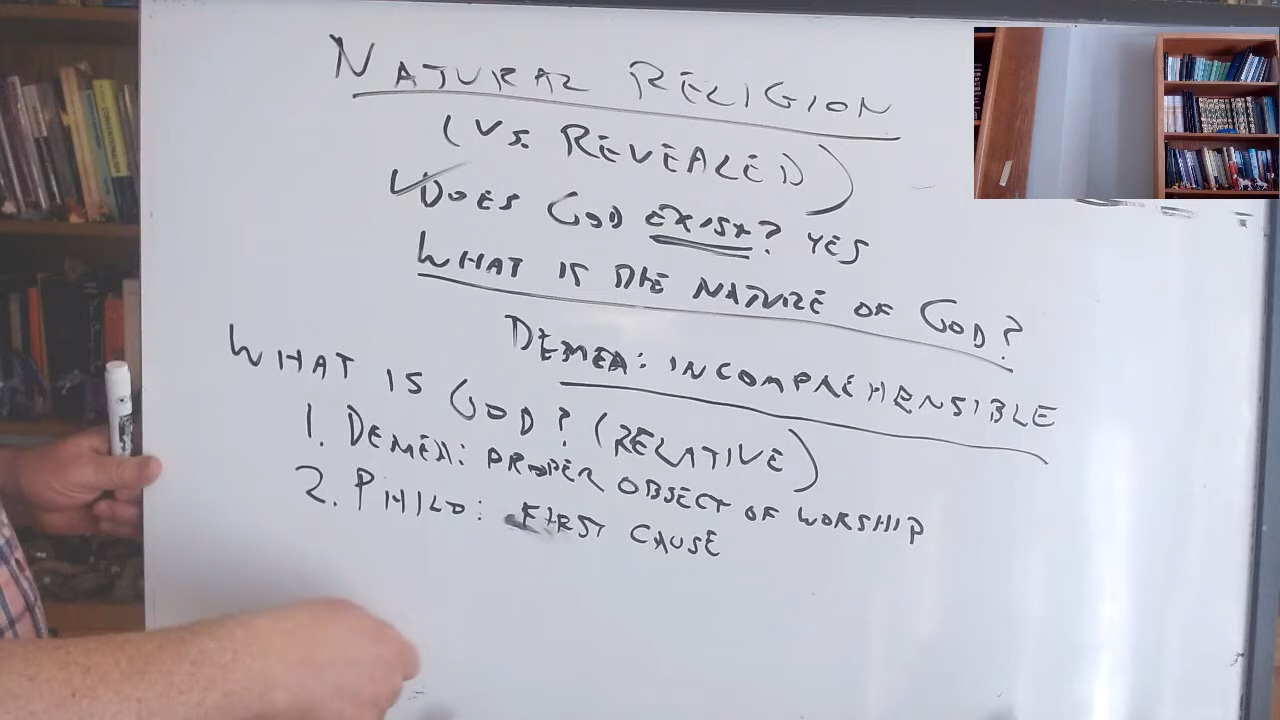 NATURAL RELIGION
(VS. REVEALED)
✓DOES GOD EXIST? YES
WHAT IS THE NATURE OF GOD?
DEMEA: INCOMPREHENSIBLE
WHAT IS GOD? (RELATIVE)
1. DEMEA: PROPER OBJECT OF WORSHIP
2. PHILO: FIRST CAUSE